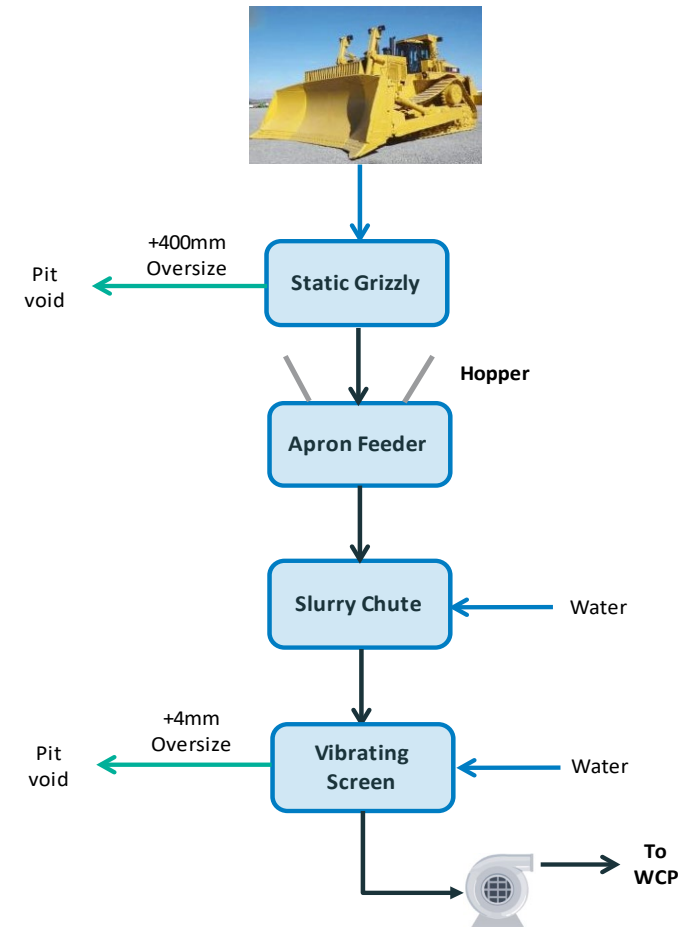 +400mm
Oversize
Pit
void
Static Grizzly
Hopper
Apron Feeder
Slurry Chute
Water
+4mm
Oversize
Pit
void
Vibrating
Screen
Water
To
WCP